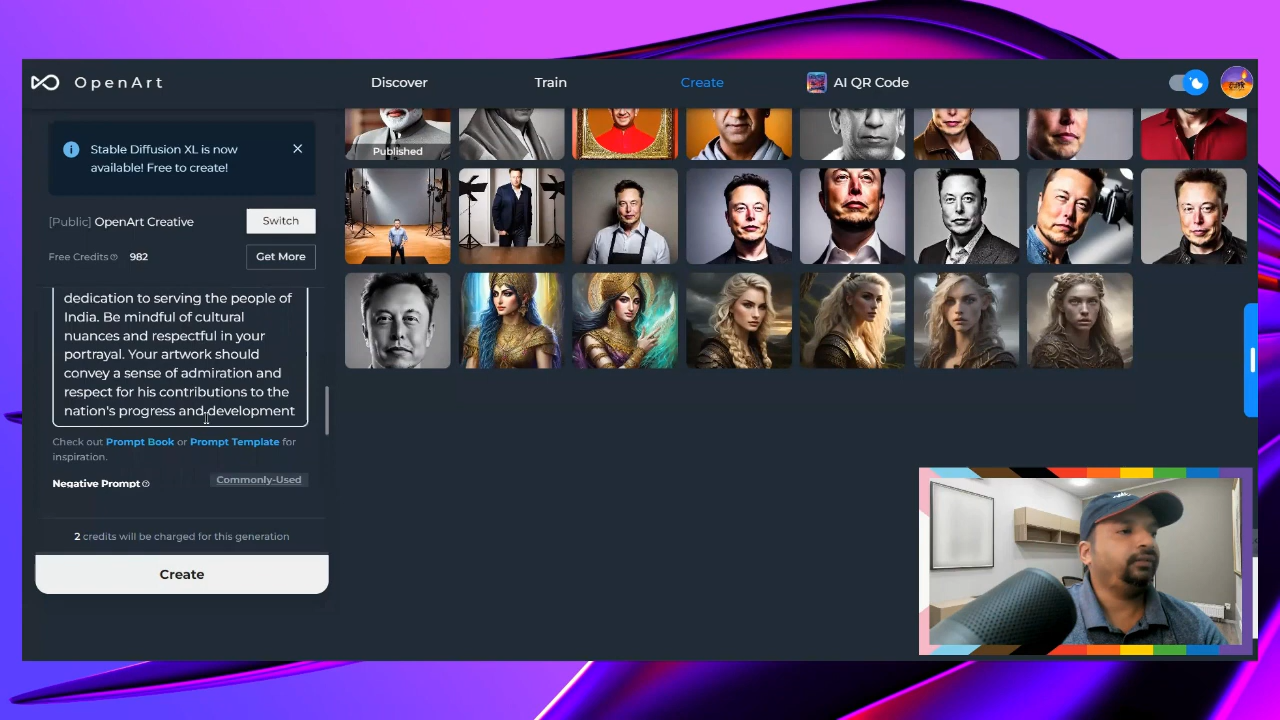 OpenArt
Discover
Train
Create
AI QR Code
Stable Diffusion XL is now
available! Free to create!
[Public] OpenArt Creative
Switch
Free Credits
982
Get More
dedication to serving the people of
India. Be mindful of cultural
nuances and respectful in your
portrayal. Your artwork should
convey a sense of admiration and
respect for his contributions to the
nation's progress and development
Check out Prompt Book or Prompt Template for
inspiration.
Negative Prompt
Commonly-Used
2 credits will be charged for this generation
Create
Published